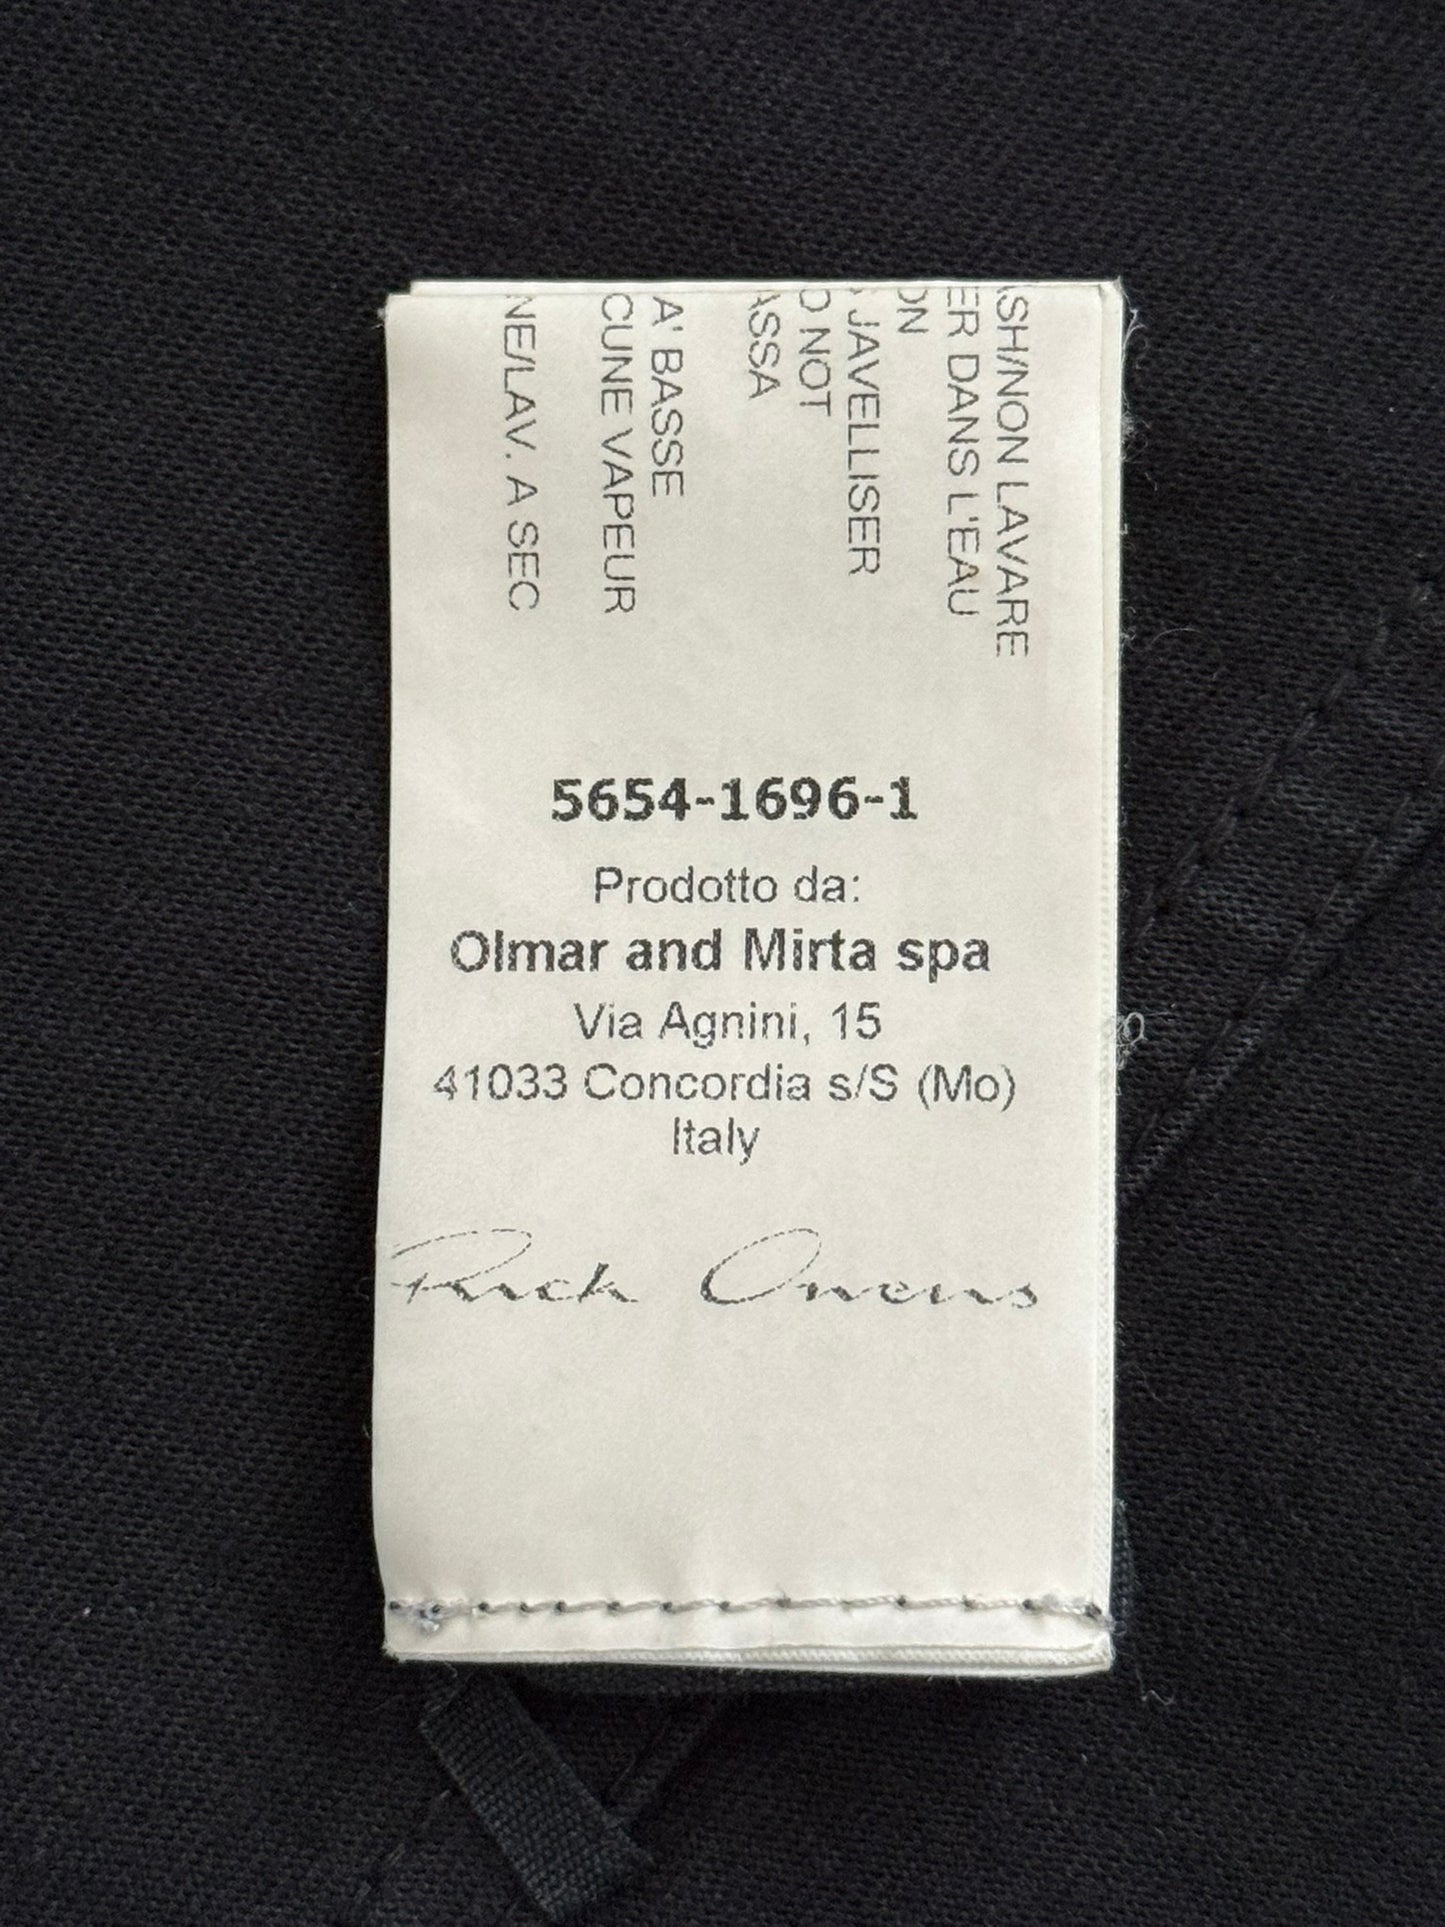 ASH/NON LAVARE
ER DANS L'EAU
ON
JAVELLISER
O NOT
ASSA
A' BASSE
CUNE VAPEUR
NE/LAV. A SEC
5654-1696-1
Prodotto da:
Olmar and Mirta spa
Via Agnini, 15
41033 Concordia s/S (Mo)
Italy
Rick Owens